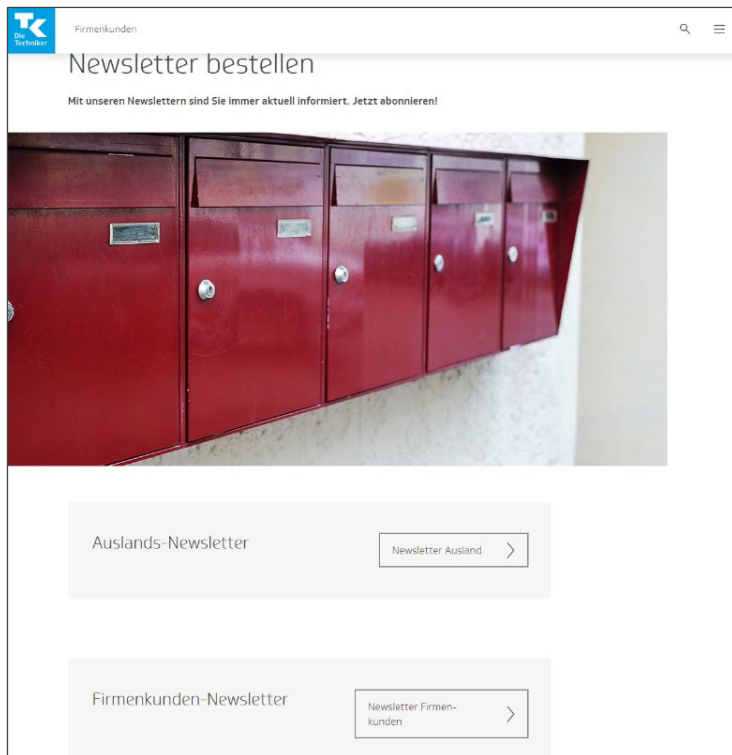 TK
Die
Techniker
Firmenkunden
Newsletter bestellen
Mit unseren Newslettern sind Sie immer aktuell informiert. Jetzt abonnieren!
Auslands-Newsletter
Newsletter Ausland
Firmenkunden-Newsletter
Newsletter Firmen-
kunden